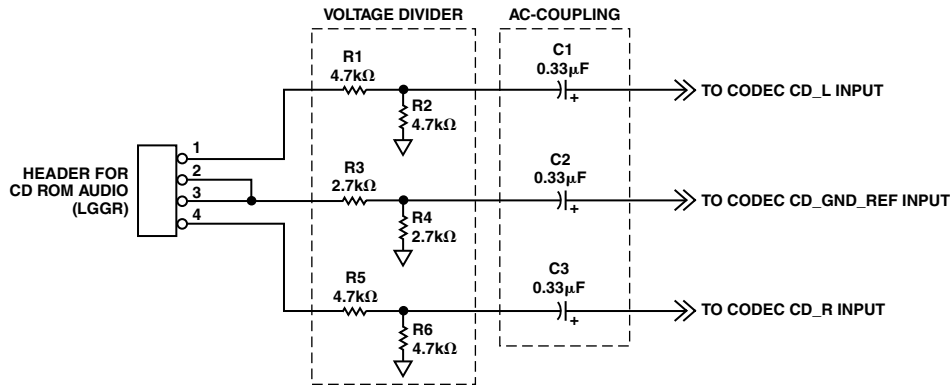 VOLTAGE DIVIDER
AC-COUPLING
R1
4.7kΩ
C1
0.33μF
TO CODEC CD_L INPUT
R2
4.7kΩ
HEADER FOR
CD ROM AUDIO
(LGGR)
1
2
3
4
R3
2.7kΩ
C2
0.33μF
TO CODEC CD_GND_REF INPUT
R4
2.7kΩ
R5
4.7kΩ
C3
0.33μF
TO CODEC CD_R INPUT
R6
4.7kΩ
+
+
+